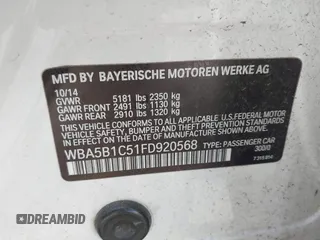 MFD BY BAYERISCHE MOTOREN WERKE AG
10/14
GVWR 5181 lbs 2350 kg
GAWR FRONT 2491 lbs 1130 kg
GAWR REAR 2910 lbs 1320 kg
THIS VEHICLE CONFORMS TO ALL APPLICABLE
U.S. FEDERAL MOTOR VEHICLE SAFETY, BUMPER, AND
THEFT PREVENTION STANDARDS IN EFFECT ON THE
DATE OF MANUFACTURE SHOWN ABOVE.
WBA5B1C51FD920568 TYPE: PASSENGER CAR
DREAMBID
dreambid.com